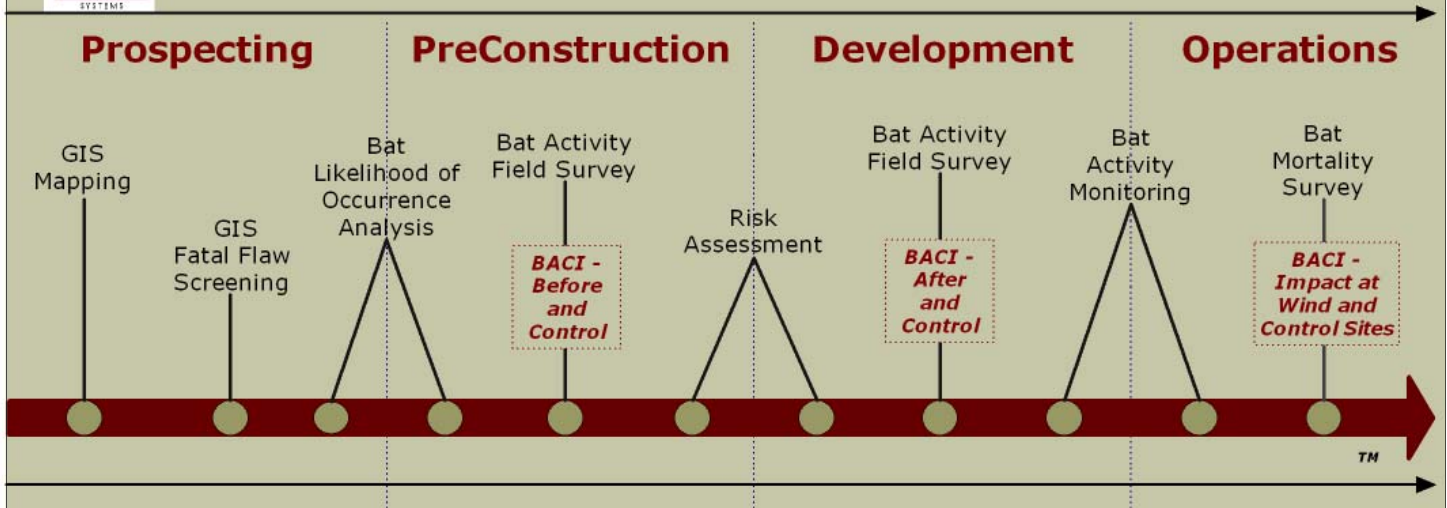 SYSTEMS
Prospecting
PreConstruction
Development
Operations
GIS
Mapping
GIS
Fatal Flaw
Screening
Bat
Likelihood of
Occurrence
Analysis
Bat Activity
Field Survey
BACI -
Before
and
Control
Risk
Assessment
Bat Activity
Field Survey
BACI -
After
and
Control
Bat
Activity
Monitoring
Bat
Mortality
Survey
BACI -
Impact at
Wind and
Control Sites
TM